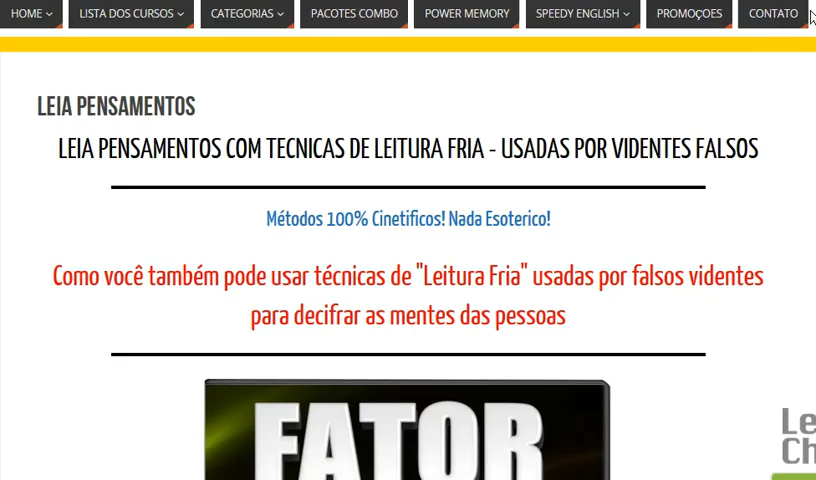 HOME LISTA DOS CURSOS CATEGORIAS PACOTES COMBO POWER MEMORY SPEEDY ENGLISH PROMOÇOES CONTATO
LEIA PENSAMENTOS
LEIA PENSAMENTOS COM TECNICAS DE LEITURA FRIA - USADAS POR VIDENTES FALSOS
Métodos 100% Cinetificos! Nada Esoterico!
Como você também pode usar técnicas de "Leitura Fria" usadas por falsos videntes
para decifrar as mentes das pessoas
FATOR